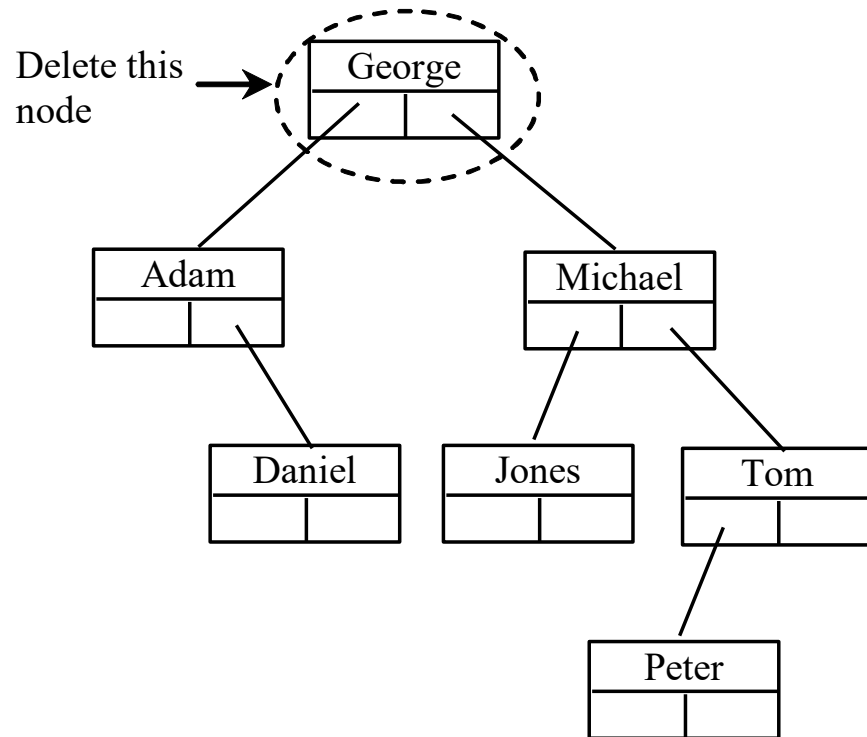 Delete this
node
George
Adam
Michael
Daniel
Jones
Tom
Peter